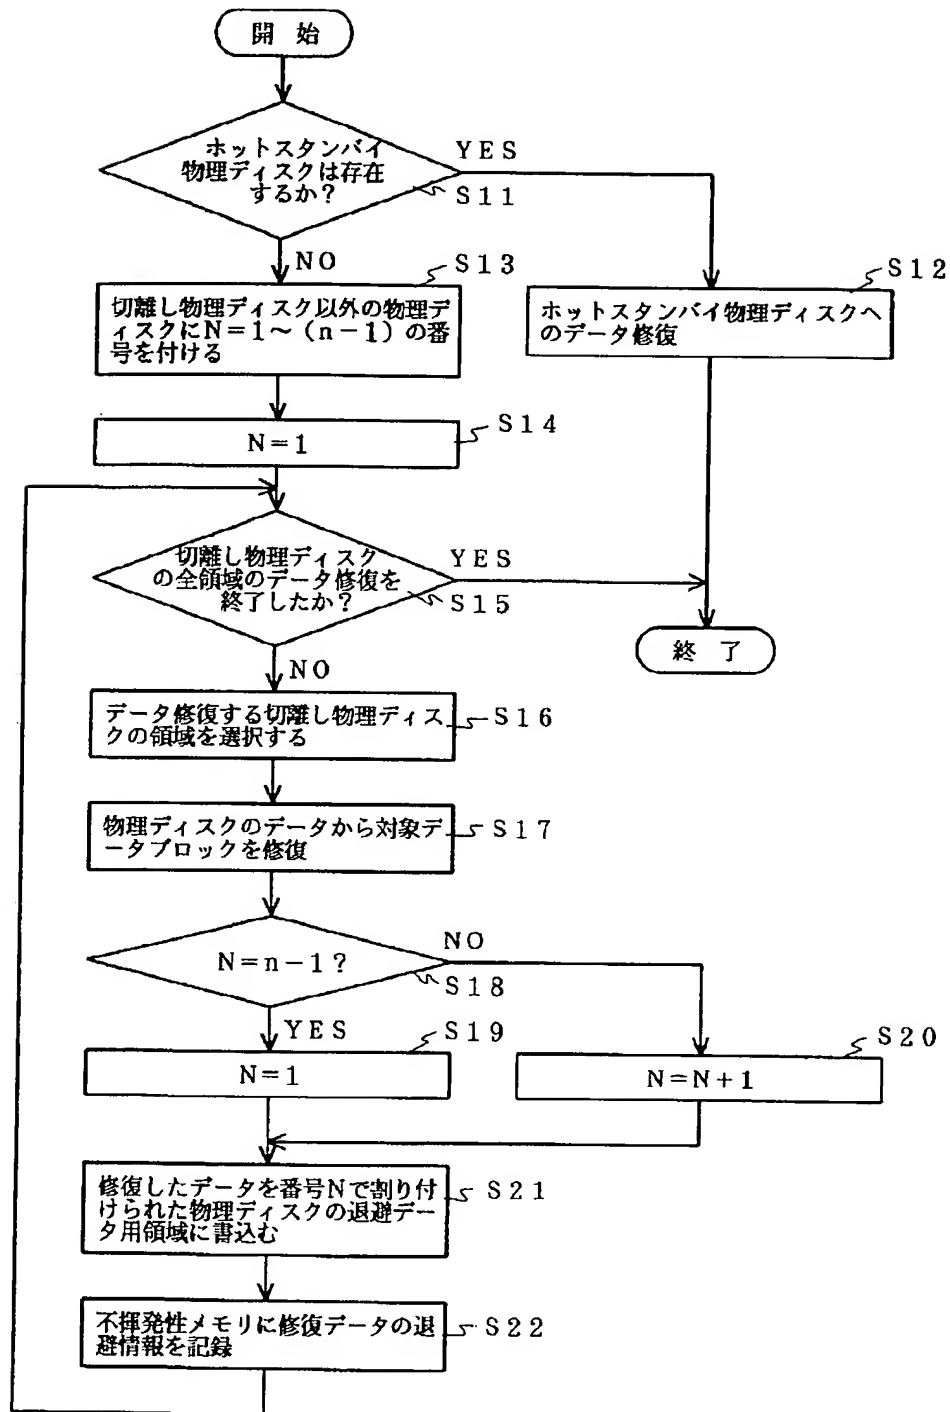 開 始
ホットスタンバイ
物理ディスクは存在
するか?
YES
S11
NO
S13
切離し物理ディスク以外の物理デ
ィスクにN=1〜(n-1)の番
号を付ける
S12
ホットスタンバイ物理ディスクへ
のデータ修復
S14
N=1
切離し物理ディスク
の全領域のデータ修復を
終了したか?
YES
S15
終 了
NO
データ修復する切離し物理ディス
クの領域を選択する
S16
物理ディスクのデータから対象デ
ータブロックを修復
S17
N=n-1?
NO
S18
YES
S19
N=1
S20
N=N+1
修復したデータを番号Nで割り付
けられた物理ディスクの退避デー
タ用領域に書込む
S21
不揮発性メモリに修復データの退
避情報を記録
S22